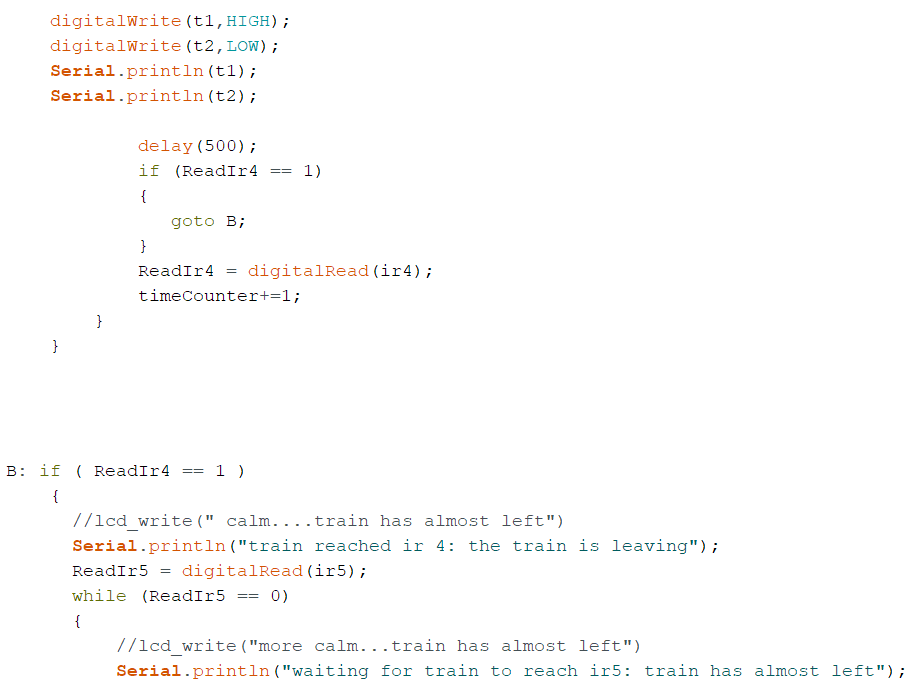 digitalWrite(t1,HIGH);
digitalWrite(t2,LOW);
Serial.println(t1);
Serial.println(t2);
delay(500);
if (ReadIr4 == 1)
{
goto B;
}
ReadIr4 = digitalRead(ir4);
timeCounter+=1;
}
}
B: if ( ReadIr4 == 1 )
{
//lcd_write(" calm....train has almost left")
Serial.println("train reached ir 4: the train is leaving");
ReadIr5 = digitalRead(ir5);
while (ReadIr5 == 0)
{
//lcd_write("more calm...train has almost left")
Serial.println("waiting for train to reach ir5: train has almost left");